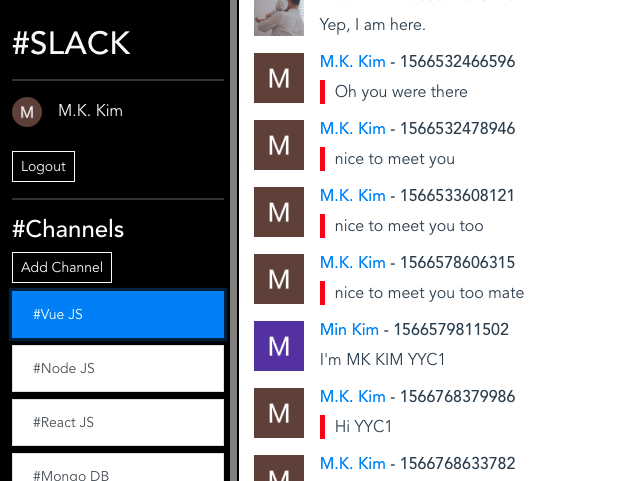 #SLACK
M
M.K. Kim
Logout
#Channels
Add Channel
#Vue JS
#Node JS
#React JS
#Mongo DB
Yep, I am here.
M
M.K. Kim - 1566532466596
Oh you were there
M
M.K. Kim - 1566532478946
nice to meet you
M
M.K. Kim - 1566533608121
nice to meet you too
M
M.K. Kim - 1566578606315
nice to meet you too mate
M
Min Kim - 1566579811502
I'm MK KIM YYC1
M
M.K. Kim - 1566768379986
Hi YYC1
M
M.K. Kim - 1566768633782